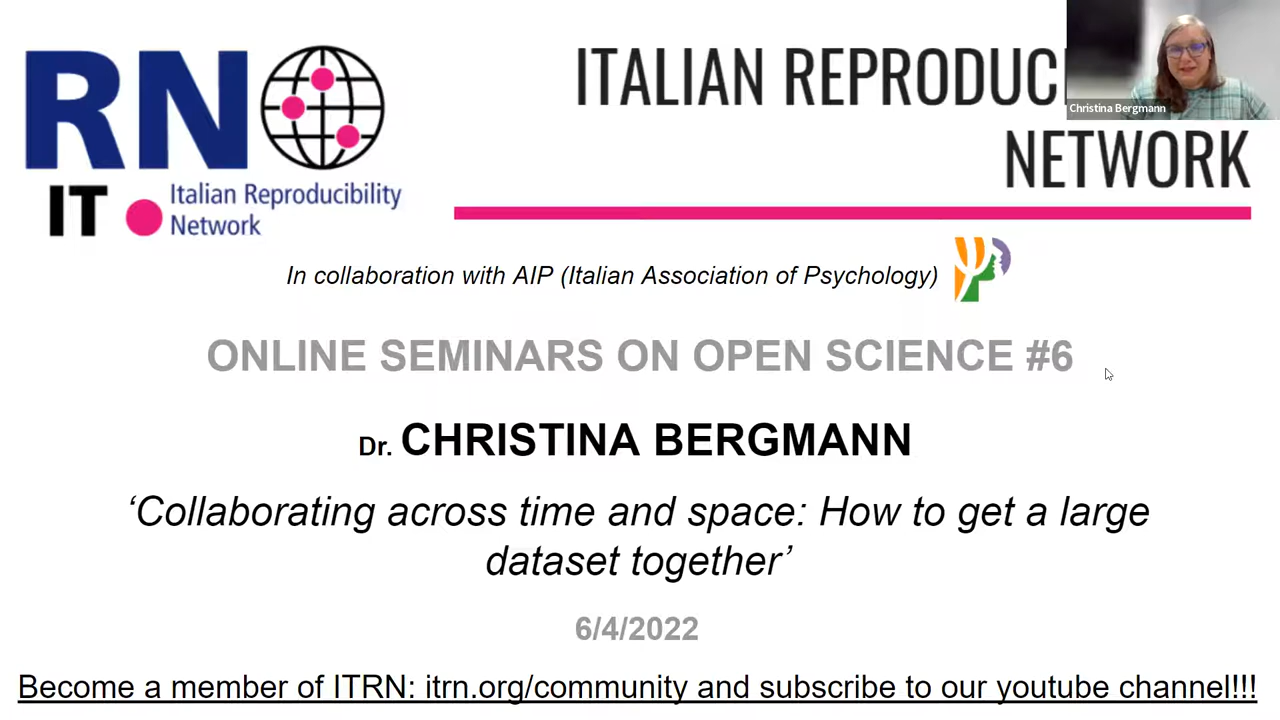 RN
IT
Italian Reproducibility
Network
ITALIAN REPRODUC
NETWORK
Christina Bergmann
In collaboration with AIP (Italian Association of Psychology)
ONLINE SEMINARS ON OPEN SCIENCE #6
Dr. CHRISTINA BERGMANN
‘Collaborating across time and space: How to get a large
dataset together’
6/4/2022
Become a member of ITRN: itrn.org/community and subscribe to our youtube channel!!!